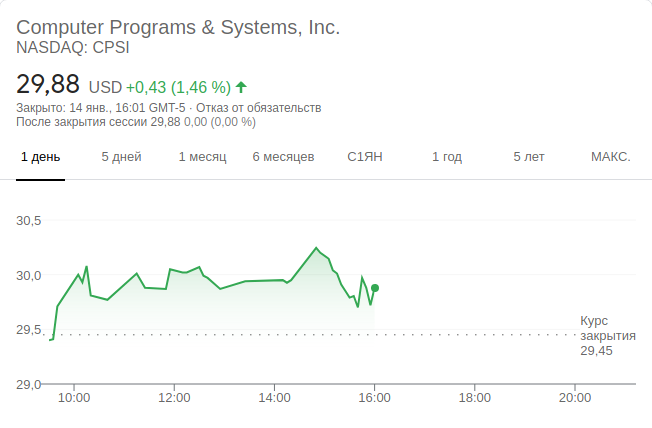 Computer Programs & Systems, Inc.
NASDAQ: CPSI
29,88 USD +0,43 (1,46 %)
Закрыто: 14 янв., 16:01 GMT-5 · Отказ от обязательств
После закрытия сессии 29,88 0,00 (0,00 %)
1 день 5 дней 1 месяц 6 месяцев С1ЯН 1 год 5 лет МАКС.
30,5
30,0
29,5
Курс
закрытия
29,45
29,0
10:00 12:00 14:00 16:00 18:00 20:00